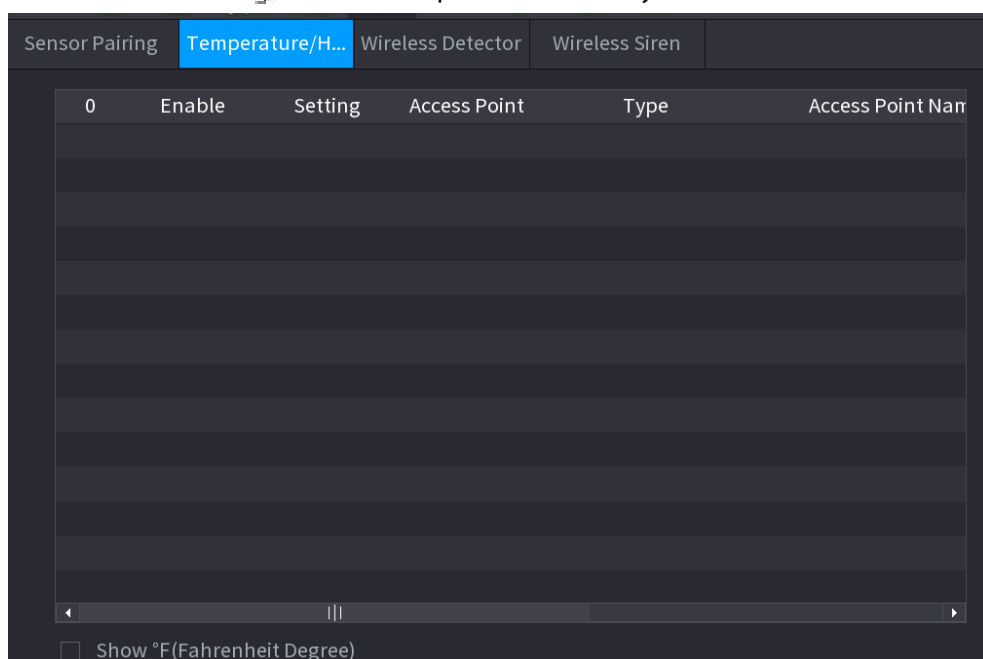 Sensor Pairing Temperature/H... Wireless Detector Wireless Siren
0 Enable Setting Access Point Type Access Point Nam
Show °F(Fahrenheit Degree)